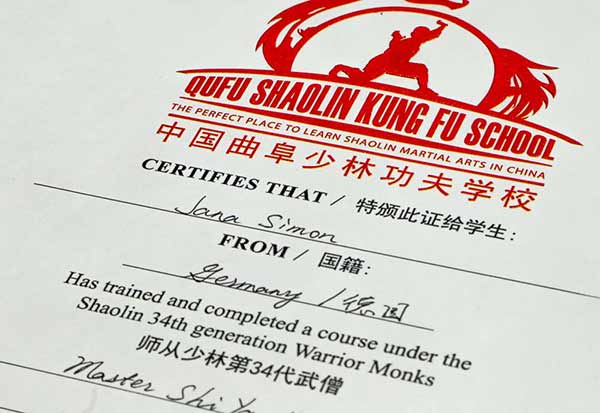 QUFU SHAOLIN KUNG FU SCHOOL
THE PERFECT PLACE TO LEARN SHAOLIN MARTIAL ARTS IN CHINA
中国曲阜少林功夫学校
CERTIFIES THAT / 特颁此证给学生:
Jana Simon
FROM / 国籍:
Germany / 德国
Has trained and completed a course under the
Shaolin 34th generation Warrior Monks
师从少林第34代武僧
Master Shi